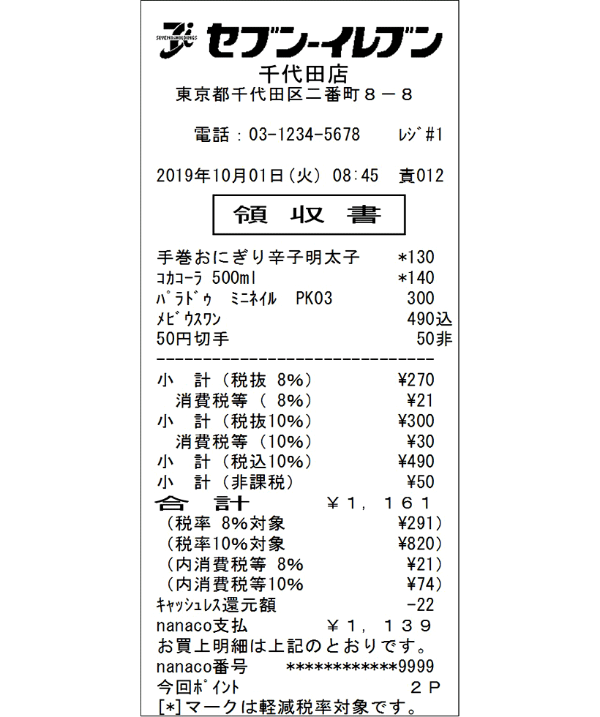 SEVEN&i HOLDINGS
セブン-イレブン
千代田店
東京都千代田区二番町8-8
電話:03-1234-5678 ﾚｼﾞ#1
2019年10月01日(火) 08:45 責012
領収書
手巻おにぎり辛子明太子 *130
ｺｶｺｰﾗ 500ml *140
ﾊﾟﾗﾄﾞｩ ﾐﾆﾈｲﾙ PK03 300
ﾒﾋﾞｳｽﾜﾝ 490込
50円切手 50非
------------------------------
小 計(税抜 8%) ¥270
消費税等( 8%) ¥21
小 計(税抜10%) ¥300
消費税等(10%) ¥30
小 計(税込10%) ¥490
小 計(非課税) ¥50
合 計 ¥1,161
(税率 8%対象 ¥291)
(税率10%対象 ¥820)
(内消費税等 8% ¥21)
(内消費税等10% ¥74)
ｷｬｯｼｭﾚｽ還元額 -22
nanaco支払 ¥1,139
お買上明細は上記のとおりです。
nanaco番号 ************9999
今回ﾎﾟｲﾝﾄ 2P
[*]マークは軽減税率対象です。